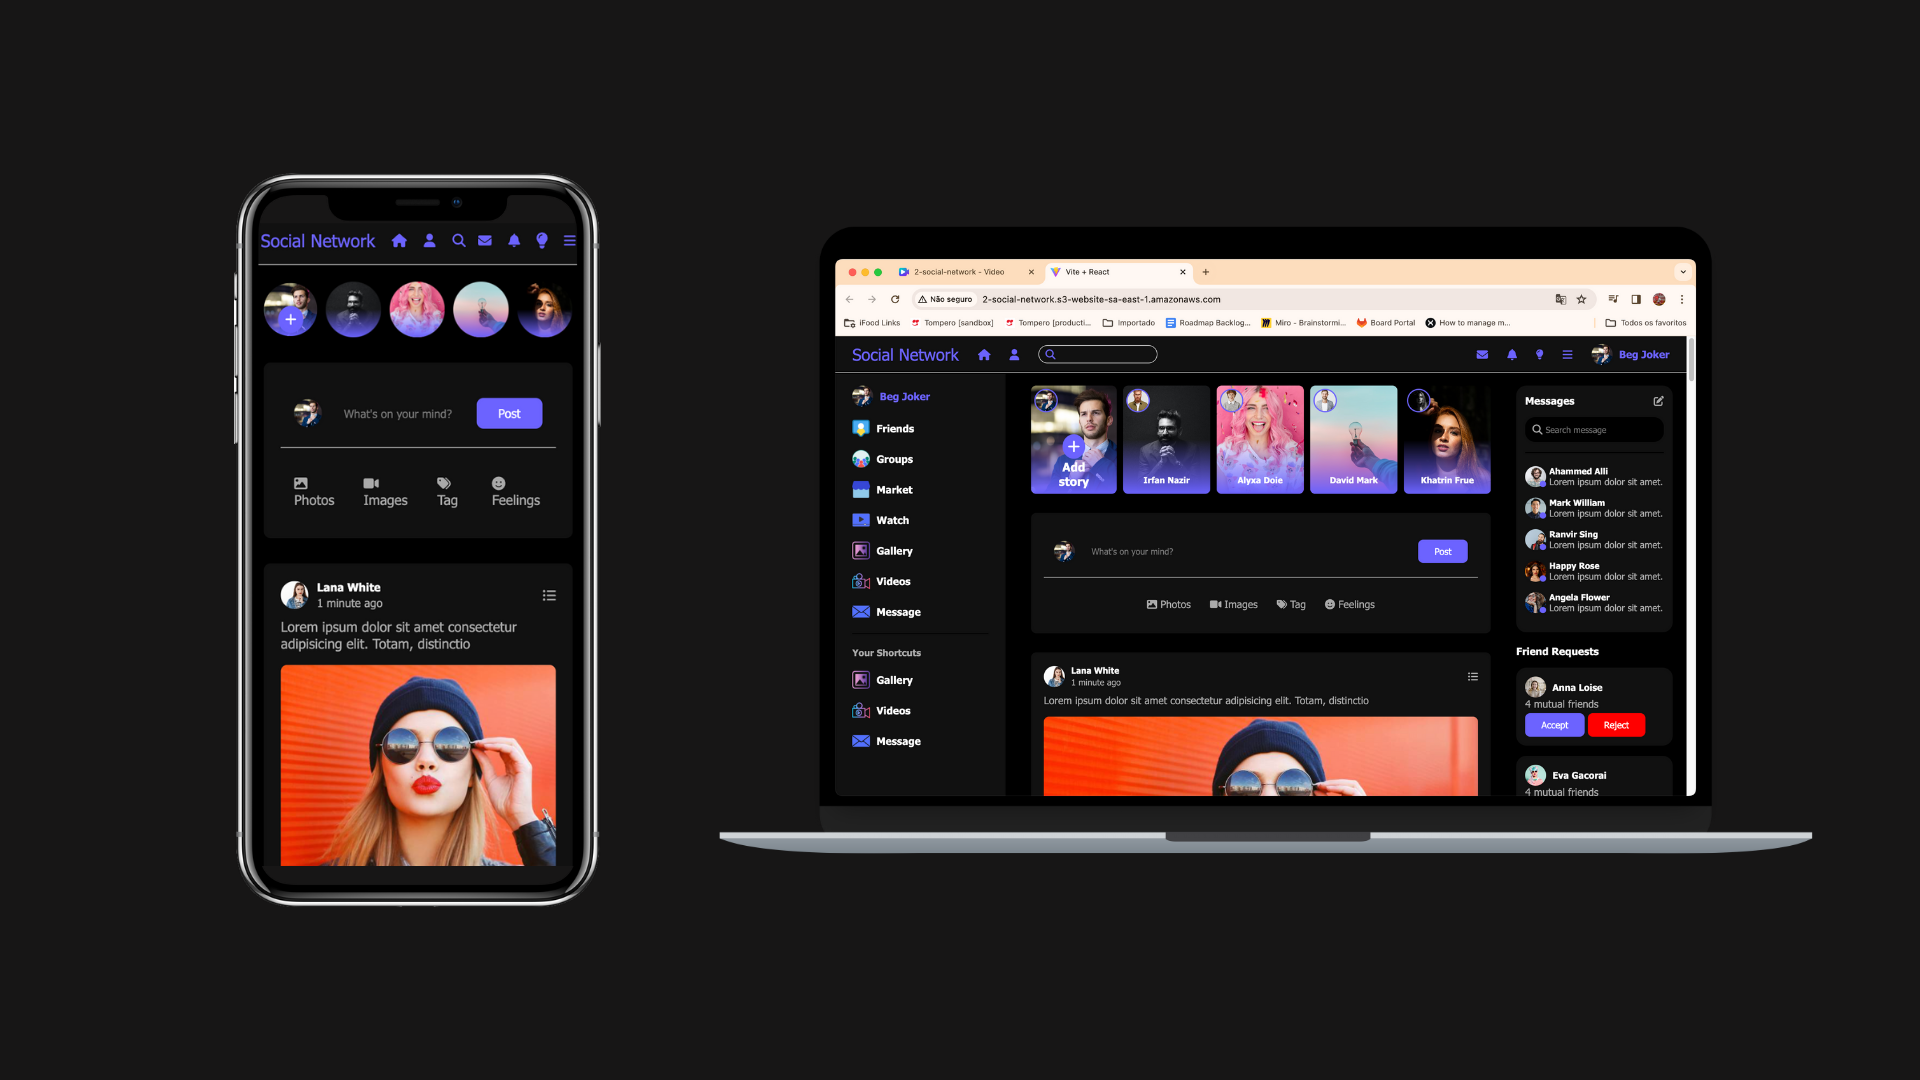 Social Network
What's on your mind?
Post
Photos
Images
Tag
Feelings
Lana White
1 minute ago
Lorem ipsum dolor sit amet consectetur
adipisicing elit. Totam, distinctio
2-social-network - Video
Vite + React
Não seguro
2-social-network.s3-website-sa-east-1.amazonaws.com
iFood Links
Tompero [sandbox]
Tompero [producti...
Importado
Roadmap Backlog...
Miro - Brainstormi...
Board Portal
How to manage m...
Todos os favoritos
Social Network
Beg Joker
Beg Joker
Friends
Groups
Market
Watch
Gallery
Videos
Message
Your Shortcuts
Gallery
Videos
Message
Add
story
Irfan Nazir
Alyxa Doie
David Mark
Khatrin Frue
What's on your mind?
Post
Photos
Images
Tag
Feelings
Lana White
1 minute ago
Lorem ipsum dolor sit amet consectetur adipisicing elit. Totam, distinctio
Messages
Search message
Ahammed Alli
Lorem ipsum dolor sit amet.
Mark William
Lorem ipsum dolor sit amet.
Ranvir Sing
Lorem ipsum dolor sit amet.
Happy Rose
Lorem ipsum dolor sit amet.
Angela Flower
Lorem ipsum dolor sit amet.
Friend Requests
Anna Loise
4 mutual friends
Accept
Reject
Eva Gacorai
4 mutual friends